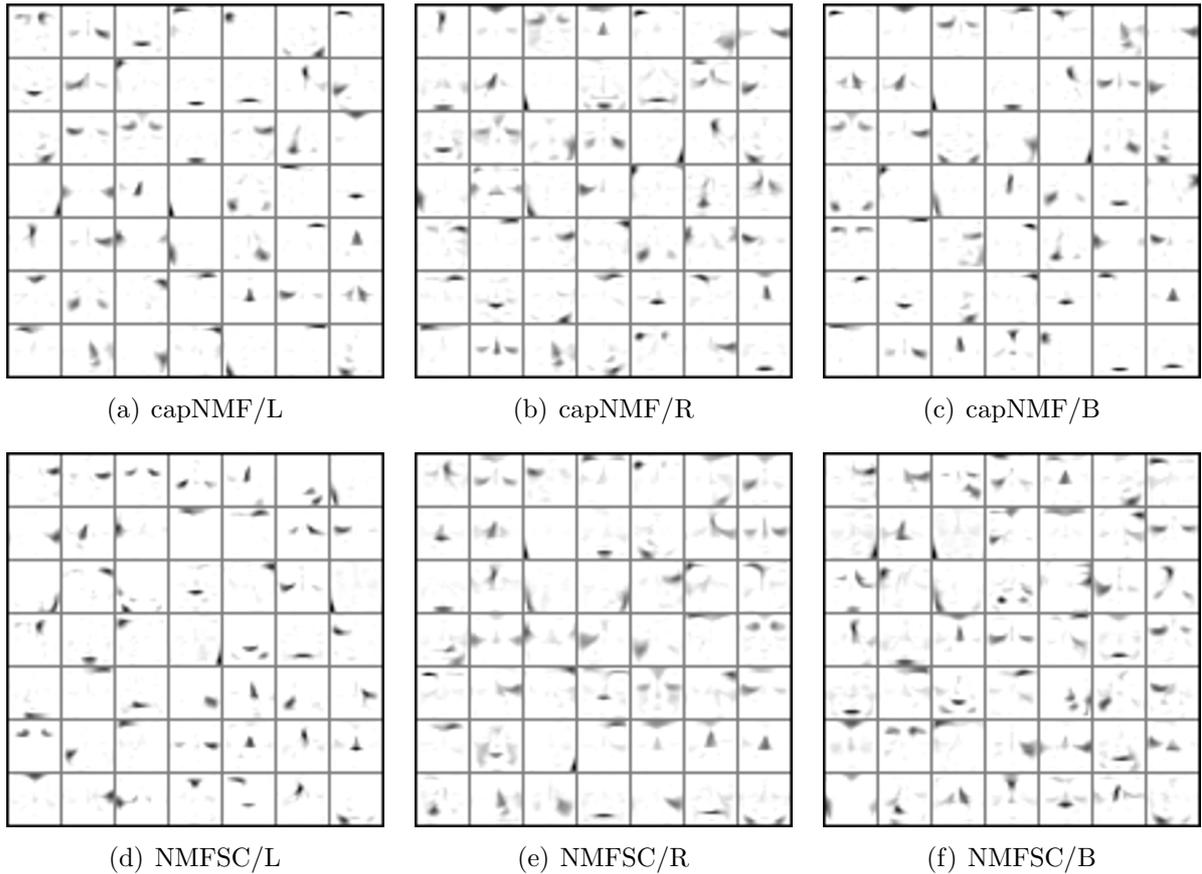 (a) capNMF/L
(b) capNMF/R
(c) capNMF/B
(d) NMFSC/L
(e) NMFSC/R
(f) NMFSC/B